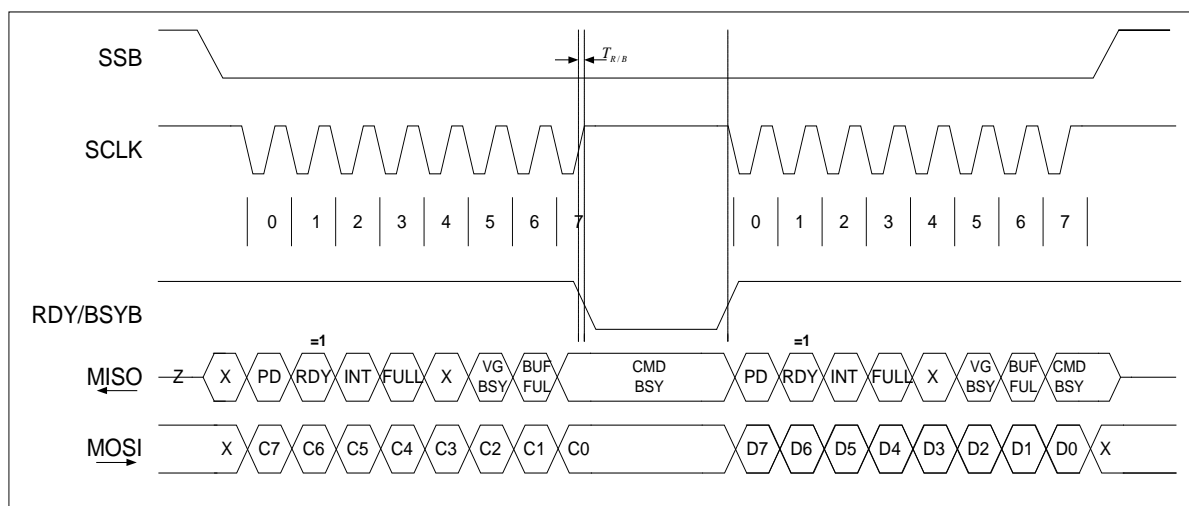 SSB
T R/B
SCLK
0 1 2 3 4 5 6 7 0 1 2 3 4 5 6 7
RDY/BSYB
=1 =1
MISO Z X PD RDY INT FULL X VG BSY BUF FUL CMD BSY PD RDY INT FULL X VG BSY BUF FUL CMD BSY
MOSI X C7 C6 C5 C4 C3 C2 C1 C0 D7 D6 D5 D4 D3 D2 D1 D0 X